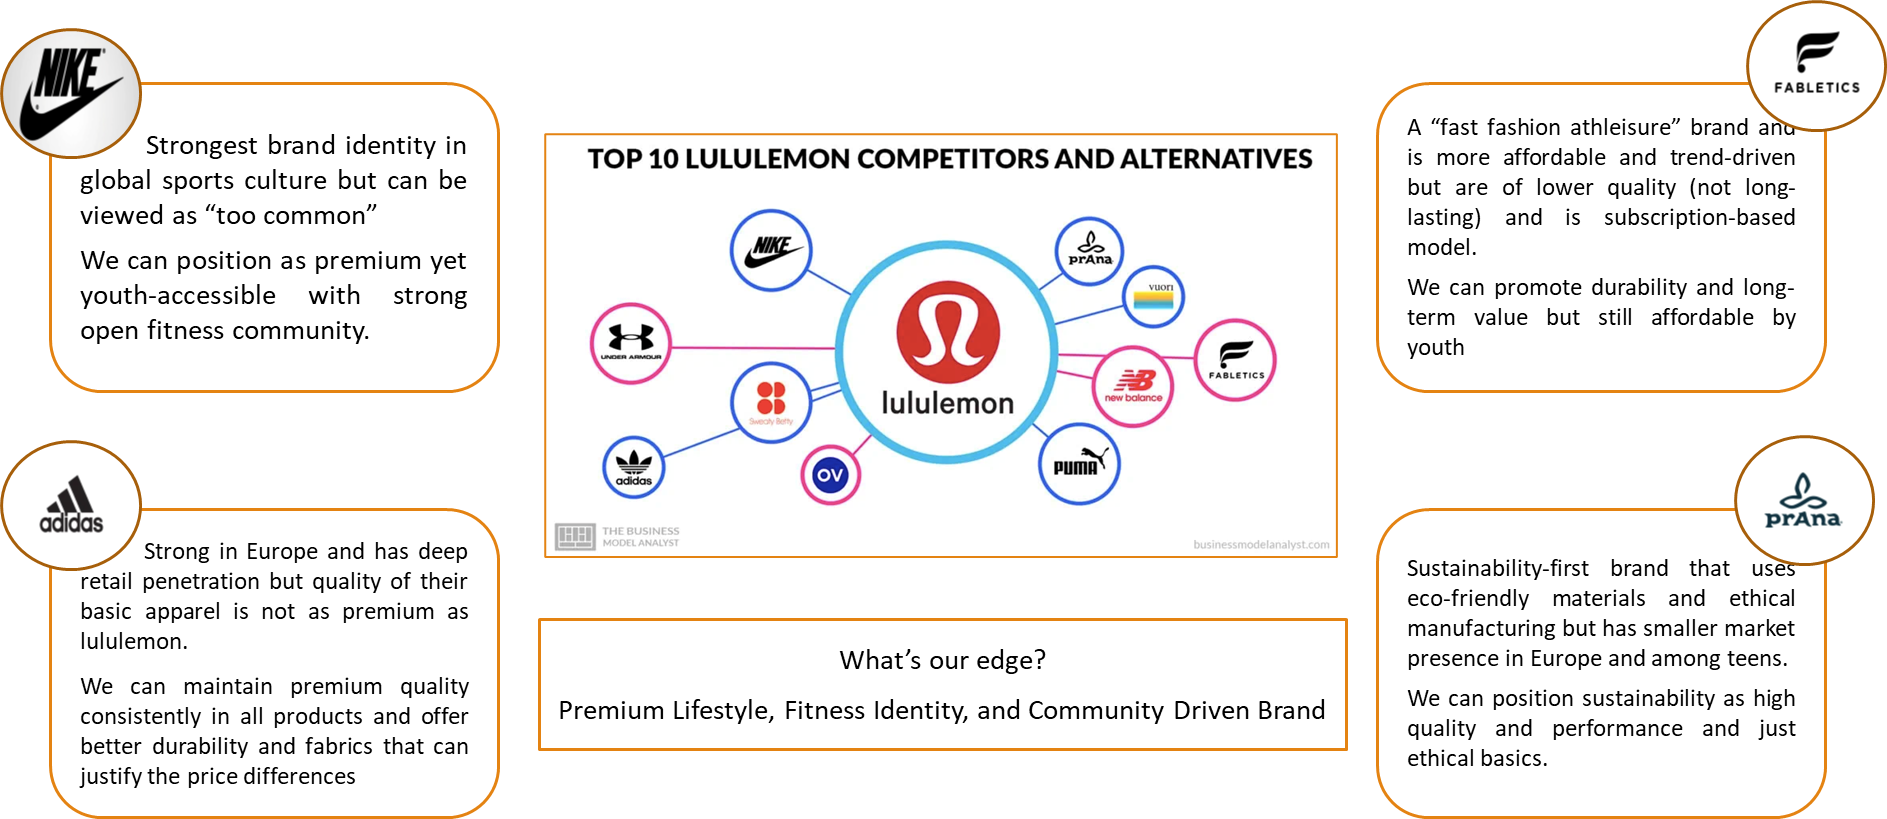 NIKE
Strongest brand identity in
global sports culture but can be
viewed as “too common”
We can position as premium yet
youth-accessible with strong
open fitness community.
adidas
Strong in Europe and has deep
retail penetration but quality of their
basic apparel is not as premium as
lululemon.
We can maintain premium quality
consistently in all products and offer
better durability and fabrics that can
justify the price differences
TOP 10 LULULEMON COMPETITORS AND ALTERNATIVES
NIKE
prAna
vuori
UNDER ARMOUR
FABLETICS
new balance
Sweaty Betty
lululemon
adidas
OV
PUMA
THE BUSINESS
MODEL ANALYST
businessmodelanalyst.com
What’s our edge?
Premium Lifestyle, Fitness Identity, and Community Driven Brand
FABLETICS
A “fast fashion athleisure” brand and
is more affordable and trend-driven
but are of lower quality (not long-
lasting) and is subscription-based
model.
We can promote durability and long-
term value but still affordable by
youth
prAna
Sustainability-first brand that uses
eco-friendly materials and ethical
manufacturing but has smaller market
presence in Europe and among teens.
We can position sustainability as high
quality and performance and just
ethical basics.